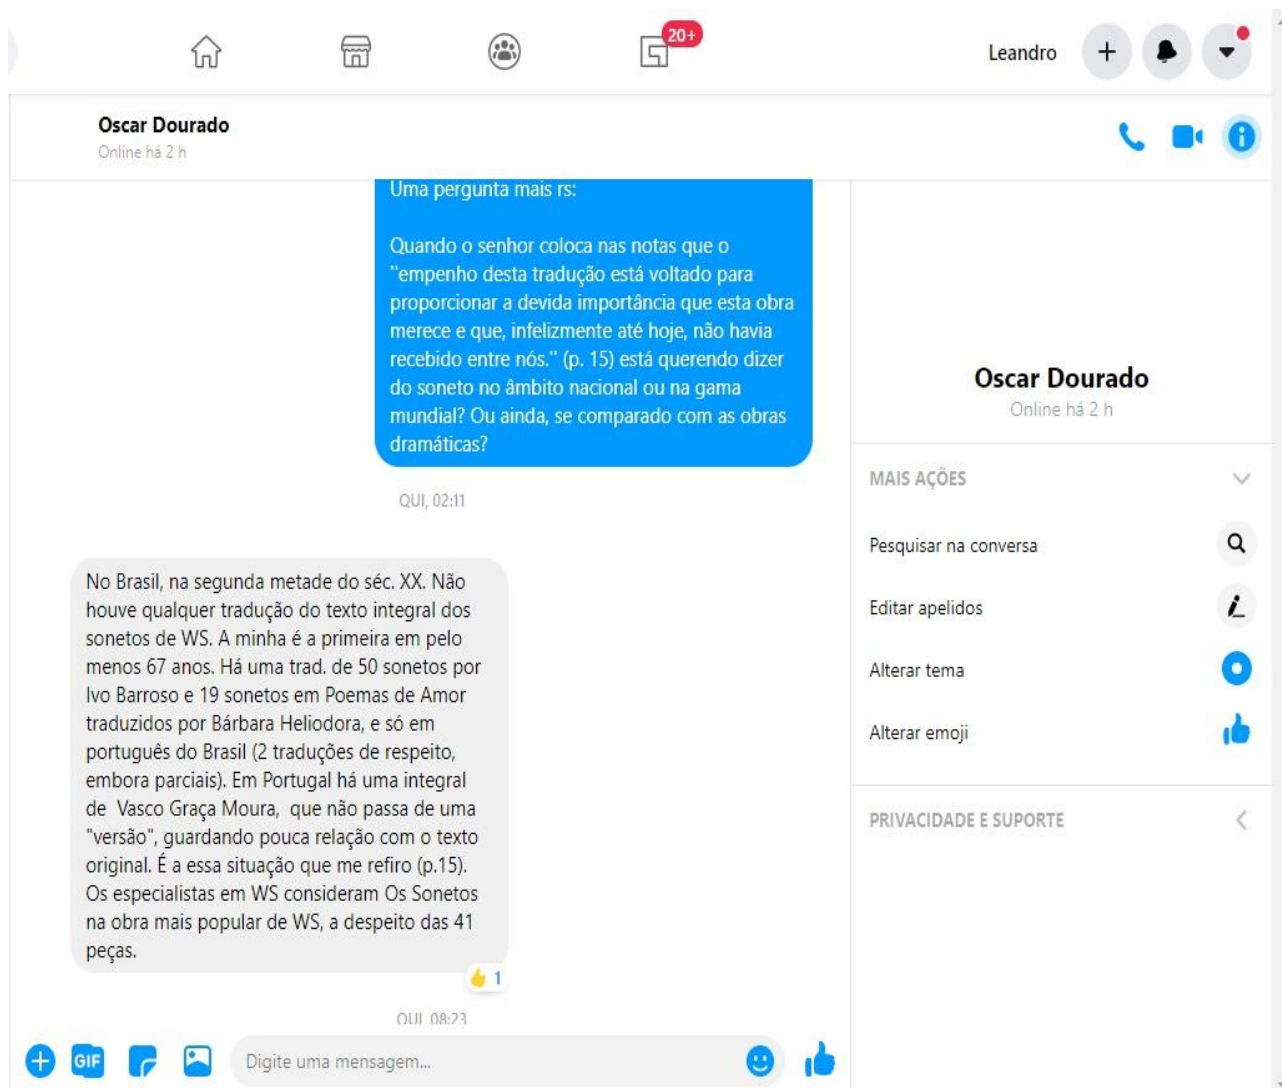 20+
Leandro
Oscar Dourado
Online há 2 h
Uma pergunta mais rs:
Quando o senhor coloca nas notas que o
"empenho desta tradução está voltado para
proporcionar a devida importância que esta obra
merece e que, infelizmente até hoje, não havia
recebido entre nós." (p. 15) está querendo dizer
do soneto no âmbito nacional ou na gama
mundial? Ou ainda, se comparado com as obras
dramáticas?
QUI, 02:11
No Brasil, na segunda metade do séc. XX. Não
houve qualquer tradução do texto integral dos
sonetos de WS. A minha é a primeira em pelo
menos 67 anos. Há uma trad. de 50 sonetos por
Ivo Barroso e 19 sonetos em Poemas de Amor
traduzidos por Bárbara Heliodora, e só em
português do Brasil (2 traduções de respeito,
embora parciais). Em Portugal há uma integral
de Vasco Graça Moura, que não passa de uma
"versão", guardando pouca relação com o texto
original. É a essa situação que me refiro (p.15).
Os especialistas em WS consideram Os Sonetos
na obra mais popular de WS, a despeito das 41
peças.
1
QUI, 08:23
GIF
Digite uma mensagem...
Oscar Dourado
Online há 2 h
MAIS AÇÕES
Pesquisar na conversa
Editar apelidos
Alterar tema
Alterar emoji
PRIVACIDADE E SUPORTE